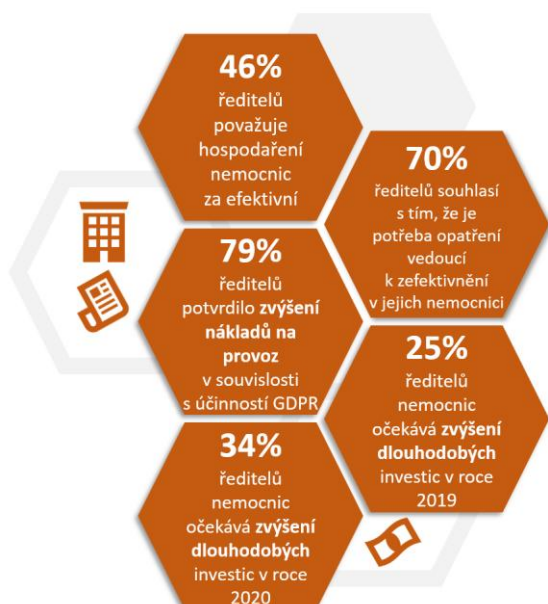 46%
ředitelů
považuje
hospodaření
nemocnic
za efektivní
70%
ředitelů souhlasí
s tím, že je
potřeba opatření
vedoucí
k zefektivnění
v jejich nemocnici
79%
ředitelů
potvrdilo zvýšení
nákladů na
provoz
v souvislosti
s účinností GDPR
25%
ředitelů
nemocnic
očekává zvýšení
dlouhodobých
investic v roce
2019
34%
ředitelů
nemocnic
očekává zvýšení
dlouhodobých
investic v roce
2020